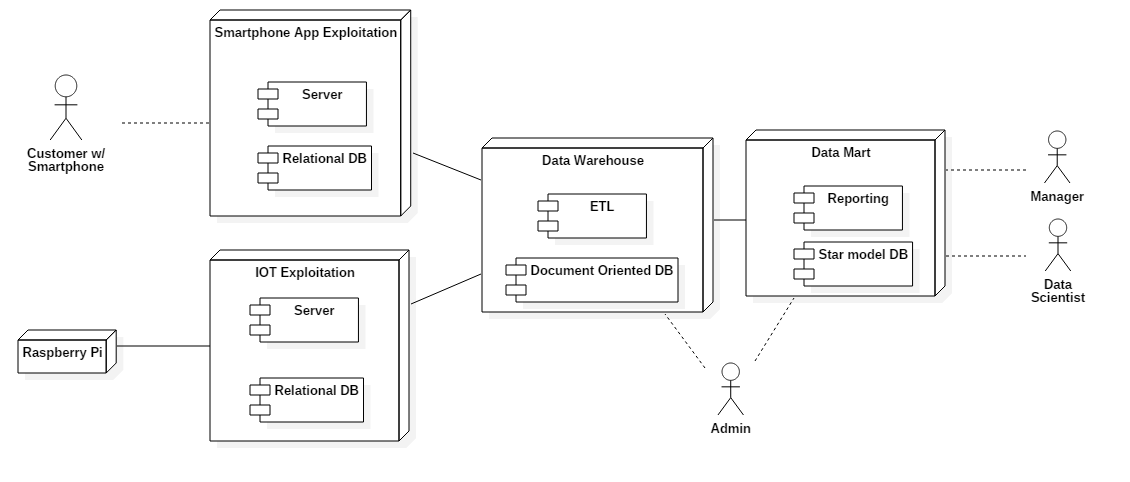 Smartphone App Exploitation
Server
Relational DB
Customer w/
Smartphone
IOT Exploitation
Server
Relational DB
Raspberry Pi
Data Warehouse
ETL
Document Oriented DB
Data Mart
Reporting
Star model DB
Manager
Data
Scientist
Admin